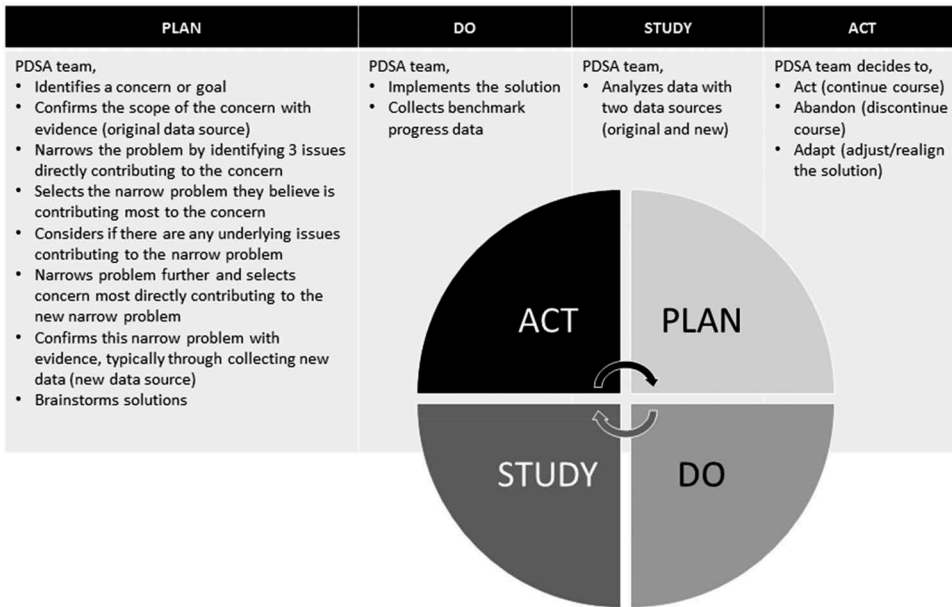 PLAN
DO
STUDY
ACT
PDSA team,
• Identifies a concern or goal
• Confirms the scope of the concern with
evidence (original data source)
• Narrows the problem by identifying 3 issues
directly contributing to the concern
• Selects the narrow problem they believe is
contributing most to the concern
• Considers if there are any underlying issues
contributing to the narrow problem
• Narrows problem further and selects
concern most directly contributing to the
new narrow problem
• Confirms this narrow problem with
evidence, typically through collecting new
data (new data source)
• Brainstorms solutions
PDSA team,
• Implements the solution
• Collects benchmark
progress data
PDSA team,
• Analyzes data with
two data sources
(original and new)
PDSA team decides to,
• Act (continue course)
• Abandon (discontinue
course)
• Adapt (adjust/realign
the solution)
ACT
PLAN
STUDY
DO